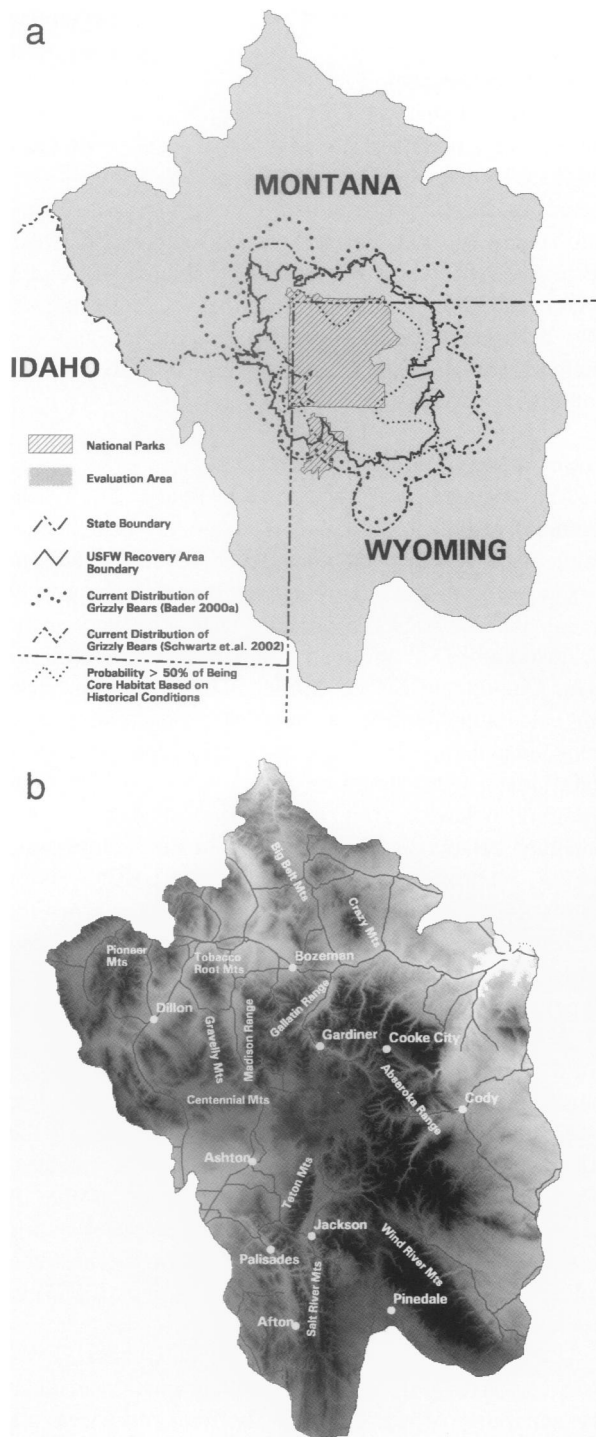 a
MONTANA
IDAHO
National Parks
Evaluation Area
State Boundary
USFW Recovery Area
Boundary
Current Distribution of
Grizzly Bears (Bader 2000a)
Current Distribution of
Grizzly Bears (Schwartz et.al. 2002)
Probability > 50% of Being
Core Habitat Based on
Historical Conditions
WYOMING
b
Big Belt Mts
Crazy Mts
Pioneer
Mts
Tobacco
Root Mts
Bozeman
Dillon
Gravelly Mts
Madison Range
Gallatin Range
Gardiner
Cooke City
Absaroka Range
Cody
Centennial Mts
Ashton
Teton Mts
Jackson
Palisades
Wind River Mts
Salt River Mts
Pinedale
Afton